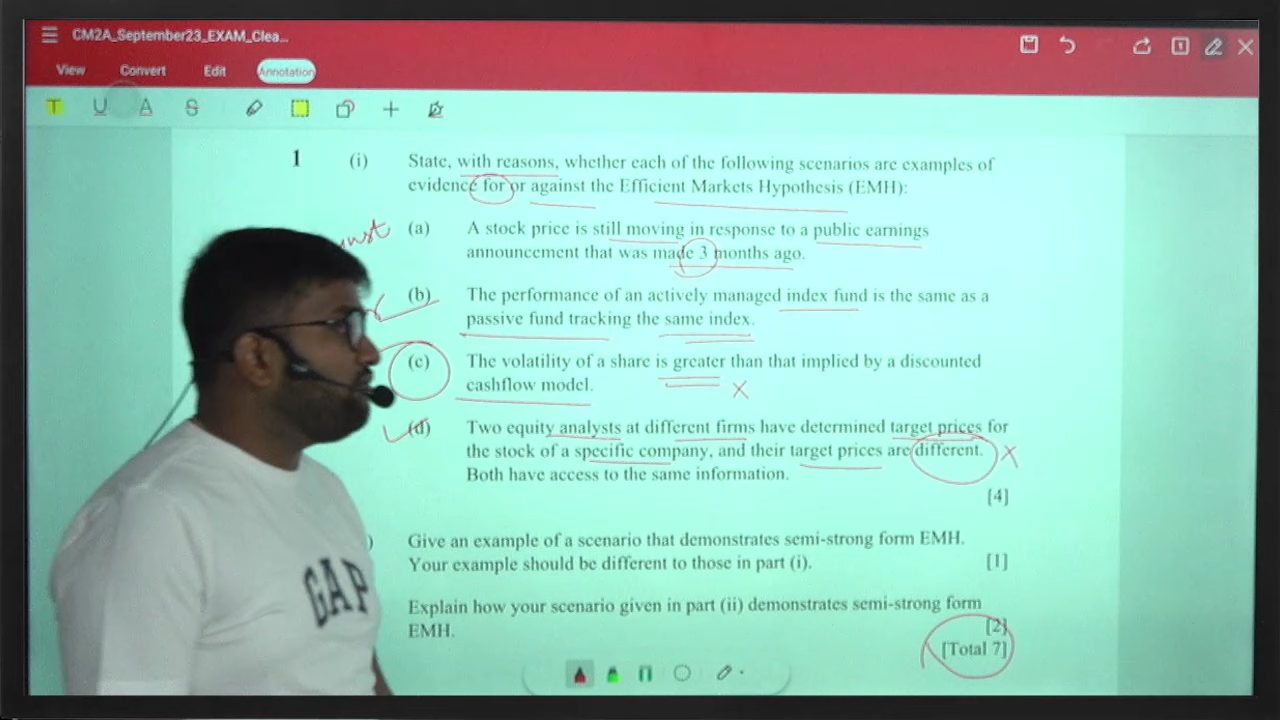 CM2A_September23_EXAM_Clea...
View Convert Edit Annotation
T U A S
1 (i) State, with reasons, whether each of the following scenarios are examples of
evidence for or against the Efficient Markets Hypothesis (EMH):
(a) A stock price is still moving in response to a public earnings
announcement that was made 3 months ago.
(b) The performance of an actively managed index fund is the same as a
passive fund tracking the same index.
(c) The volatility of a share is greater than that implied by a discounted
cashflow model.
(d) Two equity analysts at different firms have determined target prices for
the stock of a specific company, and their target prices are different.
Both have access to the same information.
[4]
) Give an example of a scenario that demonstrates semi-strong form EMH.
Your example should be different to those in part (i). [1]
Explain how your scenario given in part (ii) demonstrates semi-strong form
EMH. [2]
[Total 7]
GAP